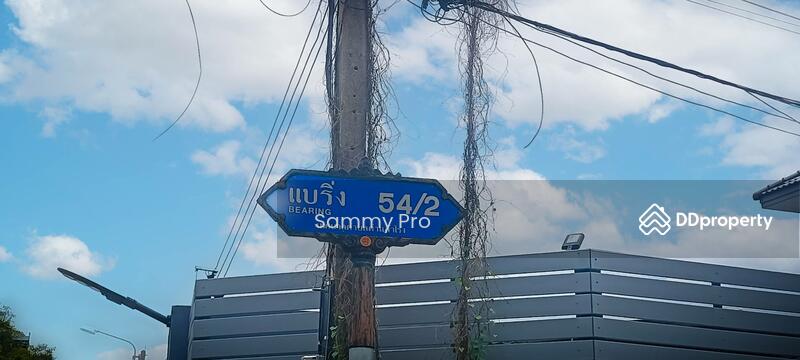 แบริ่ง 54/2
BEARING
Sammy Pro
DDproperty